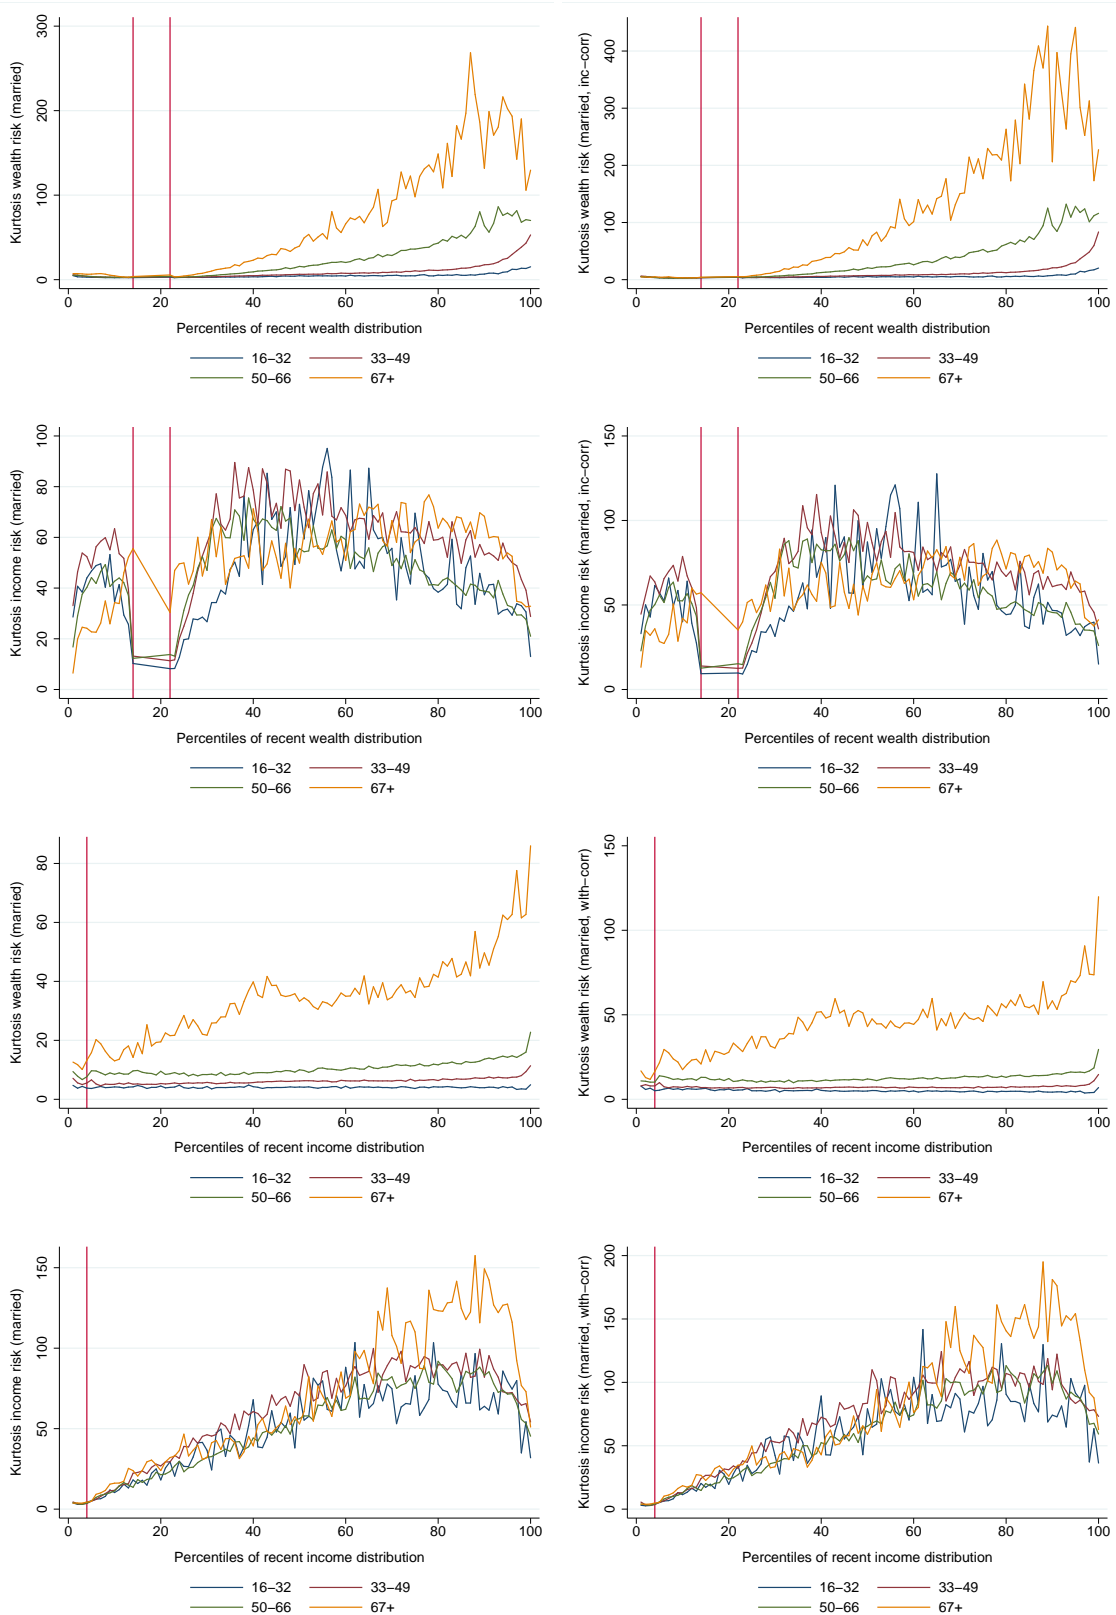 Kurtosis wealth risk (married)
0 100 200 300
0 20 40 60 80 100
Percentiles of recent wealth distribution
16−32 33−49
50−66 67+
Kurtosis wealth risk (married, inc−corr)
0 100 200 300 400
0 20 40 60 80 100
Percentiles of recent wealth distribution
16−32 33−49
50−66 67+
Kurtosis income risk (married)
0 20 40 60 80 100
0 20 40 60 80 100
Percentiles of recent wealth distribution
16−32 33−49
50−66 67+
Kurtosis income risk (married, inc−corr)
0 50 100 150
0 20 40 60 80 100
Percentiles of recent wealth distribution
16−32 33−49
50−66 67+
Kurtosis wealth risk (married)
0 20 40 60 80
0 20 40 60 80 100
Percentiles of recent income distribution
16−32 33−49
50−66 67+
Kurtosis wealth risk (married, wlth−corr)
0 50 100 150
0 20 40 60 80 100
Percentiles of recent income distribution
16−32 33−49
50−66 67+
Kurtosis income risk (married)
0 50 100 150
0 20 40 60 80 100
Percentiles of recent income distribution
16−32 33−49
50−66 67+
Kurtosis income risk (married, wlth−corr)
0 50 100 150 200
0 20 40 60 80 100
Percentiles of recent income distribution
16−32 33−49
50−66 67+